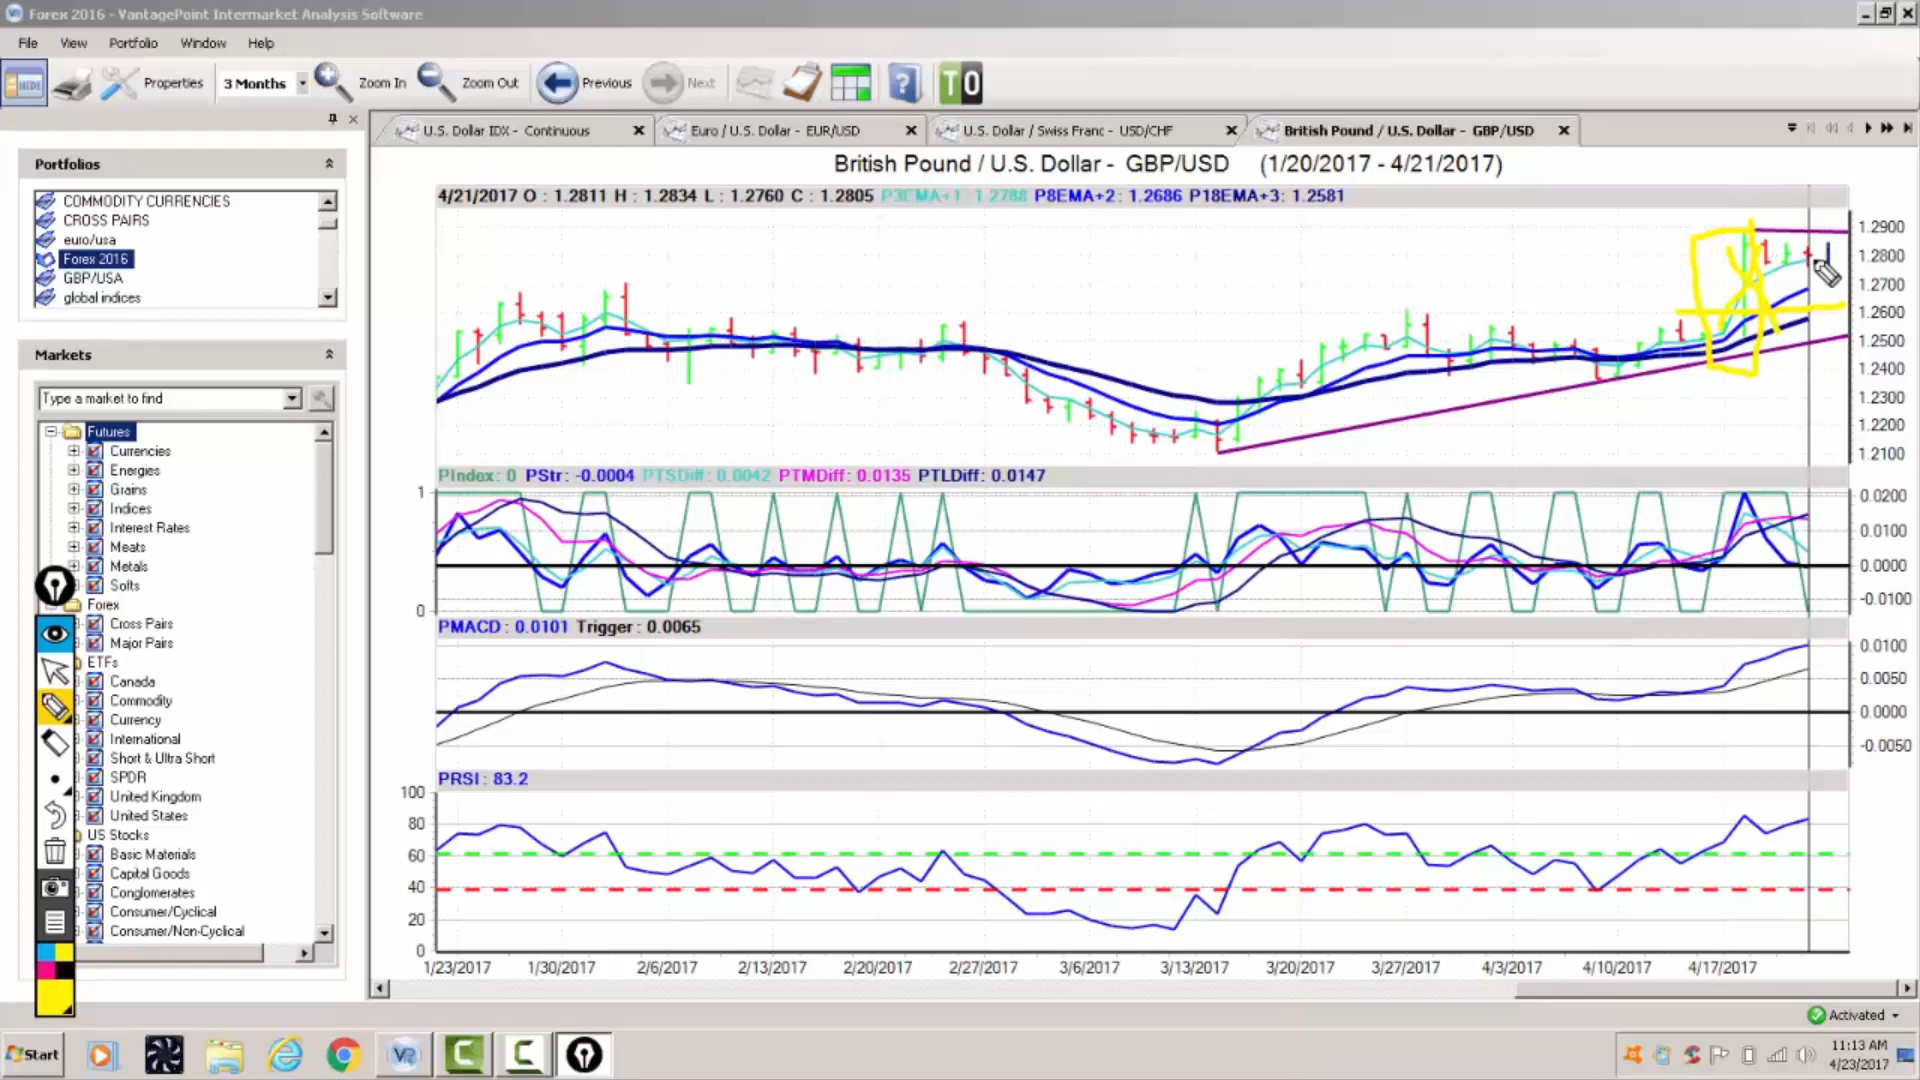 Forex 2016 - VantagePoint Intermarket Analysis Software
File View Portfolio Window Help
HIDE Properties 3 Months Zoom In Zoom Out Previous Next ? TO
U.S. Dollar IDX - Continuous Euro / U.S. Dollar - EUR/USD U.S. Dollar / Swiss Franc - USD/CHF British Pound / U.S. Dollar - GBP/USD
Portfolios
COMMODITY CURRENCIES
CROSS PAIRS
euro/usa
Forex 2016
GBP/USA
global indices
Markets
Type a market to find
Futures
Currencies
Energies
Grains
Indices
Interest Rates
Meats
Metals
Softs
Forex
Cross Pairs
Major Pairs
ETFs
Canada
Commodity
Currency
International
Short & Ultra Short
SPDR
United Kingdom
United States
US Stocks
Basic Materials
Capital Goods
Conglomerates
Consumer/Cyclical
Consumer/Non-Cyclical
British Pound / U.S. Dollar - GBP/USD (1/20/2017 - 4/21/2017)
4/21/2017 O : 1.2811 H : 1.2834 L : 1.2760 C : 1.2805 P3EMA+1 1.2788 P8EMA+2: 1.2686 P18EMA+3: 1.2581
1.2900
1.2800
1.2700
1.2600
1.2500
1.2400
1.2300
1.2200
1.2100
PIndex: 0 PStr: -0.0004 PTSDiff: 0.0042 PTMDiff: 0.0135 PTLDiff: 0.0147
1 0.0200
0.0100
0.0000
0 -0.0100
PMACD : 0.0101 Trigger : 0.0065
0.0100
0.0050
0.0000
-0.0050
PRSI : 83.2
100
80
60
40
20
0
1/23/2017 1/30/2017 2/6/2017 2/13/2017 2/20/2017 2/27/2017 3/6/2017 3/13/2017 3/20/2017 3/27/2017 4/3/2017 4/10/2017 4/17/2017
Activated
Start VP C C 11:13 AM
4/23/2017